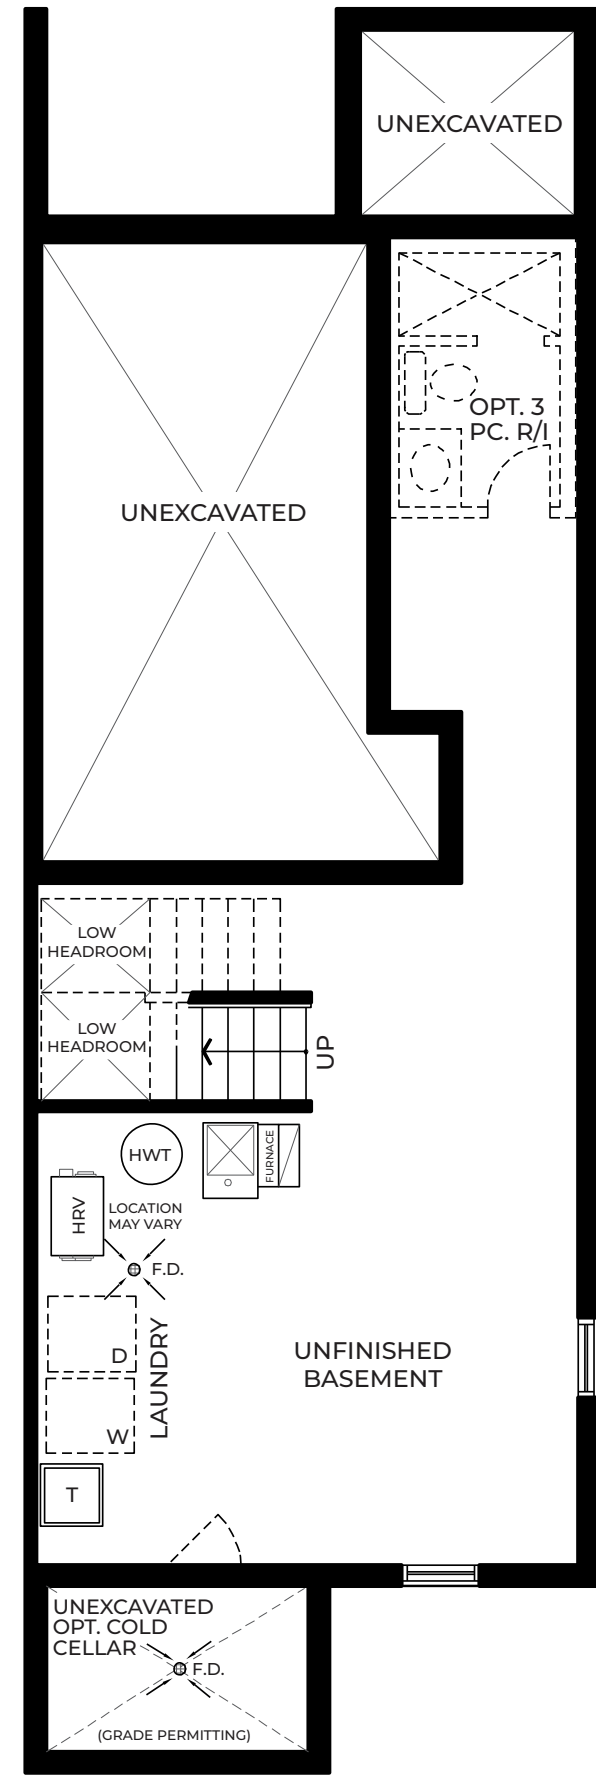 UNEXCAVATED
OPT. 3
PC. R/I
UNEXCAVATED
LOW
HEADROOM
LOW
HEADROOM
UP
HWT
FURNACE
HRV
LOCATION
MAY VARY
F.D.
D
LAUNDRY
W
UNFINISHED
BASEMENT
T
UNEXCAVATED
OPT. COLD
CELLAR
F.D.
(GRADE PERMITTING)